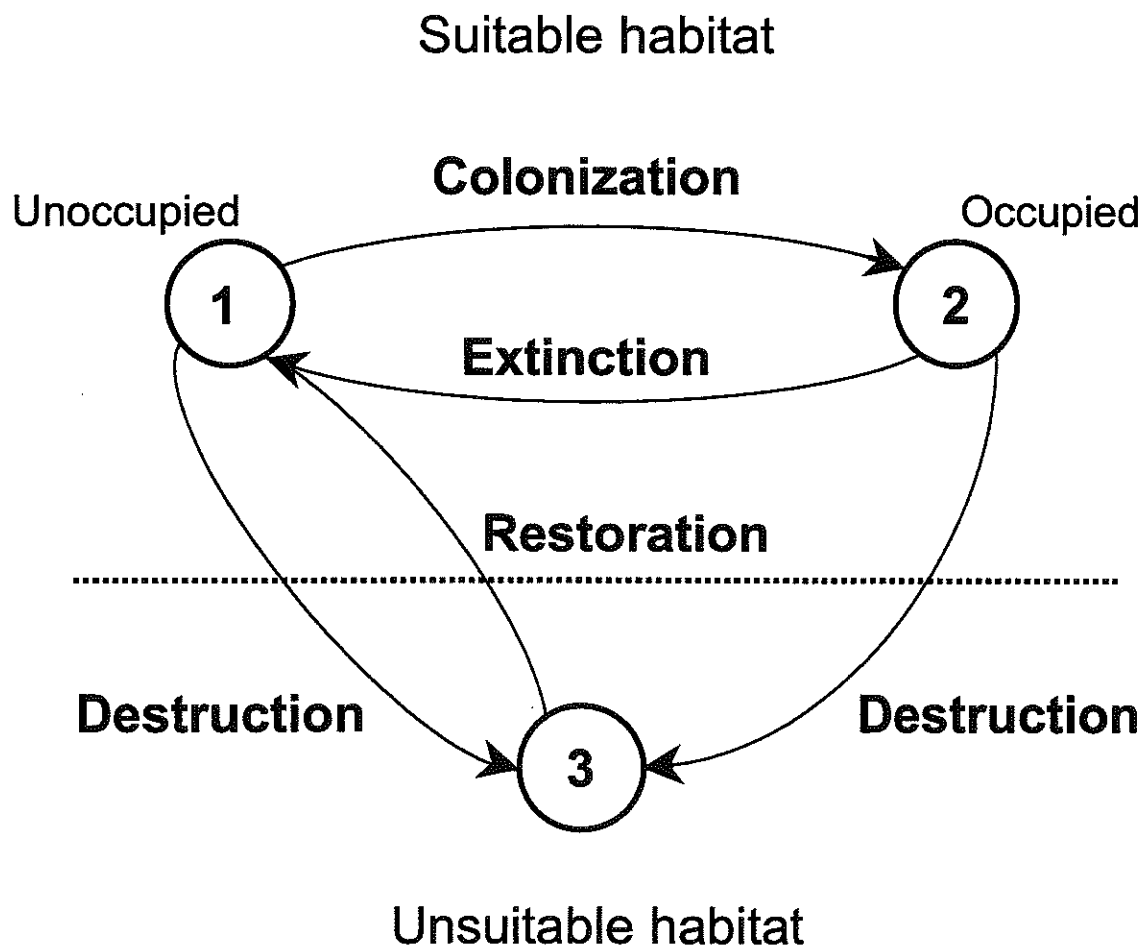 Suitable habitat
Colonization
Unoccupied
Occupied
1
2
Extinction
Restoration
Destruction
Destruction
3
Unsuitable habitat